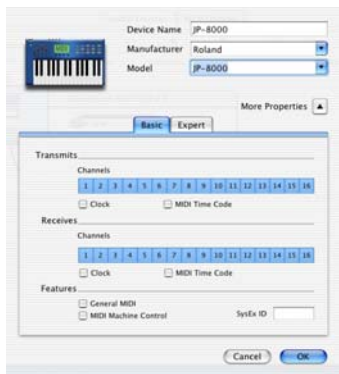 Device Name JP-8000
Manufacturer Roland
Model JP-8000
More Properties
Basic Expert
Transmits
Channels
1 2 3 4 5 6 7 8 9 10 11 12 13 14 15 16
Clock MIDI Time Code
Receives
Channels
1 2 3 4 5 6 7 8 9 10 11 12 13 14 15 16
Clock MIDI Time Code
Features
General MIDI
MIDI Machine Control SysEx ID
Cancel OK